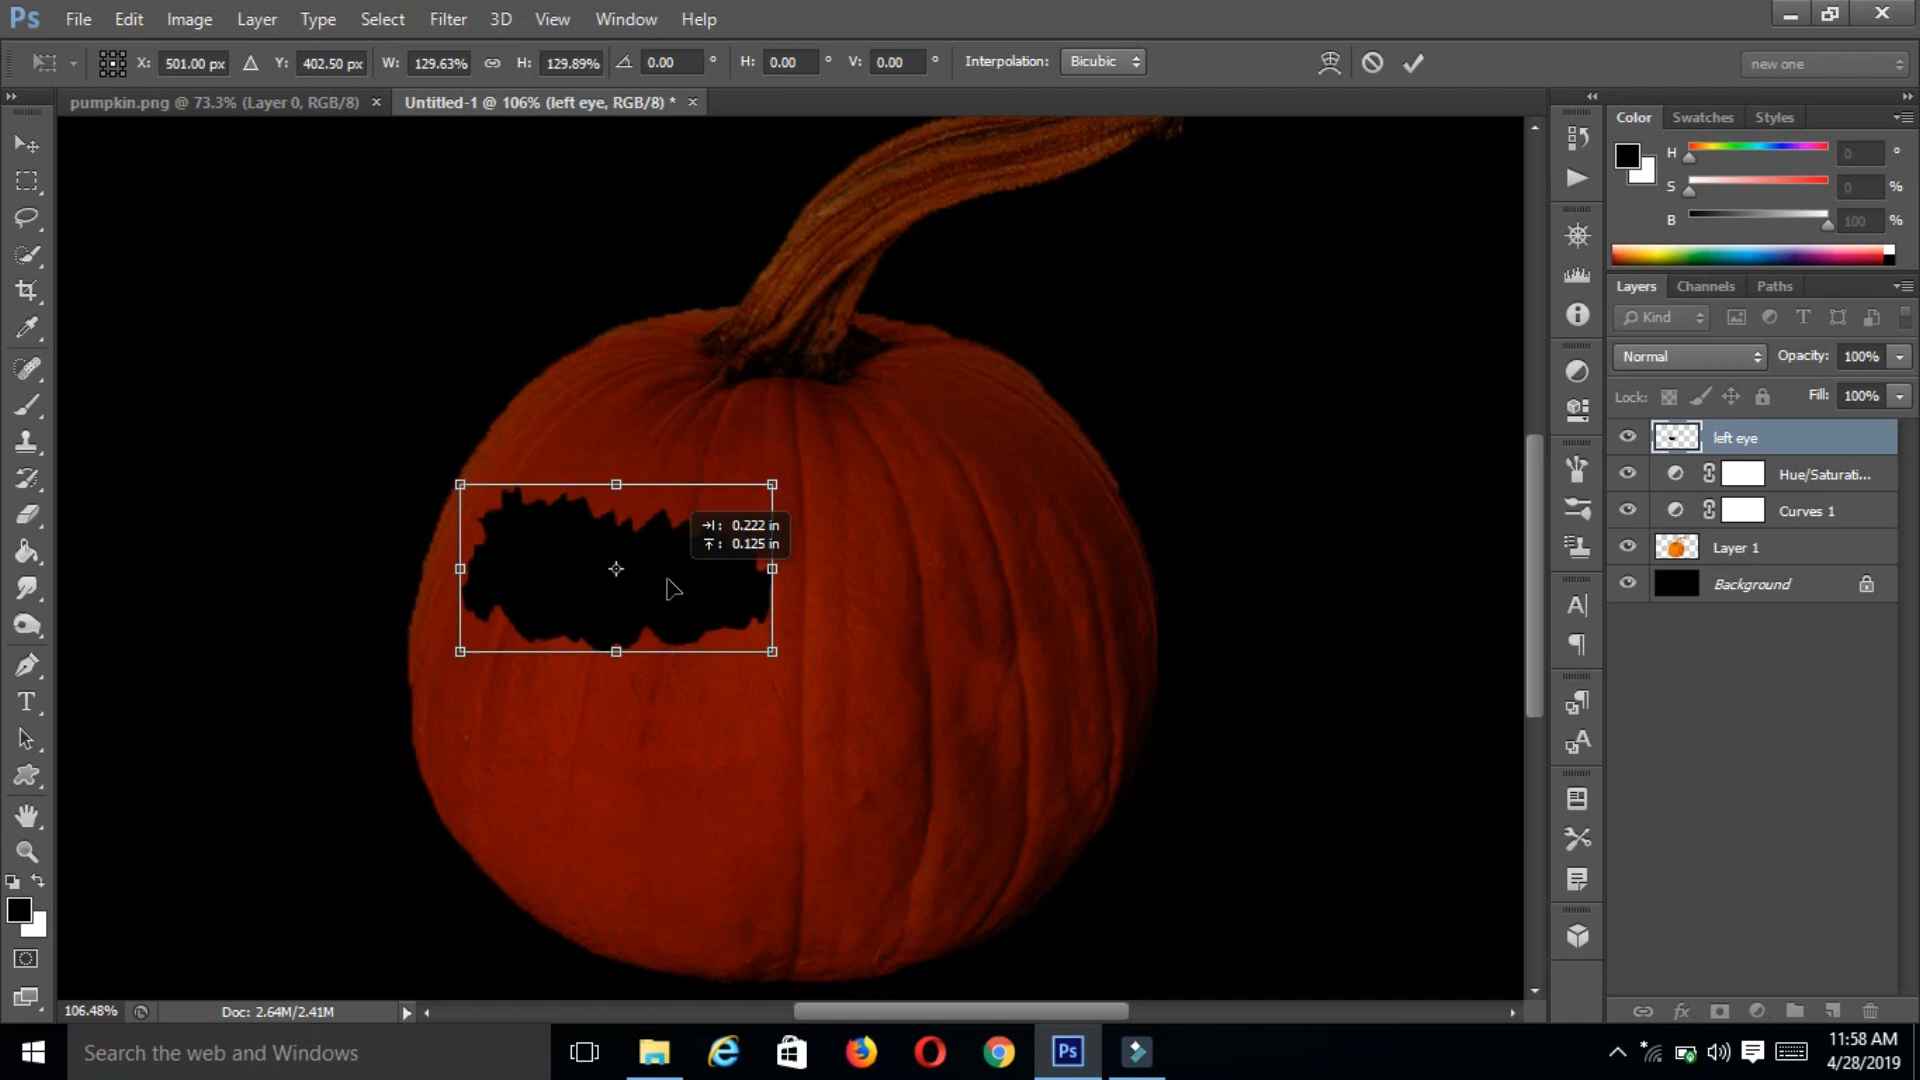 Ps File Edit Image Layer Type Select Filter 3D View Window Help
X: 501.00 px Y: 402.50 px W: 129.63% H: 129.89% 0.00 ° H: 0.00 ° V: 0.00 ° Interpolation: Bicubic new one
pumpkin.png @ 73.3% (Layer 0, RGB/8) × Untitled-1 @ 106% (left eye, RGB/8) * ×
Color Swatches Styles
H 0 °
S 0 %
B 100 %
Layers Channels Paths
Kind
Normal Opacity: 100%
Lock: Fill: 100%
left eye
Hue/Saturati...
Curves 1
Layer 1
Background
: 0.222 in
: 0.125 in
106.48% Doc: 2.64M/2.41M
Search the web and Windows
Ps
11:58 AM
4/28/2019